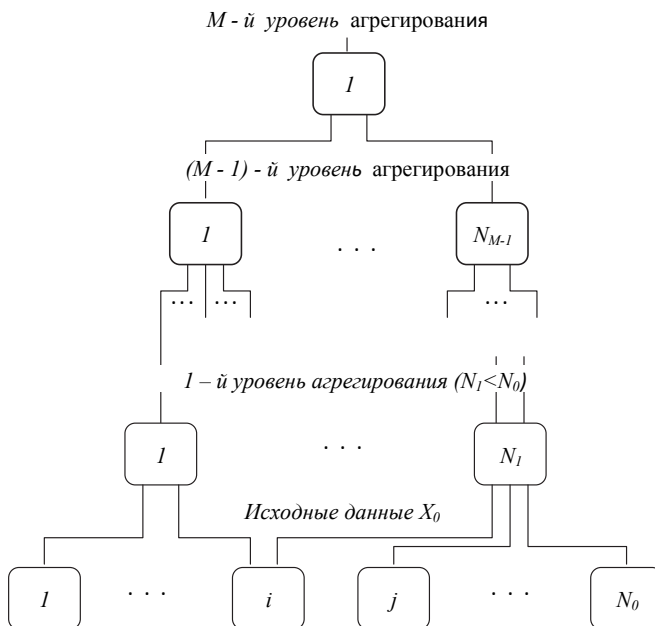 М - й уровень агрегирования
1
(М - 1) - й уровень агрегирования
1 . . . N_{M-1}
... ... ...
1 – й уровень агрегирования (N_1<N_0)
1 . . . N_1
Исходные данные X_0
1 . . . i j . . . N_0